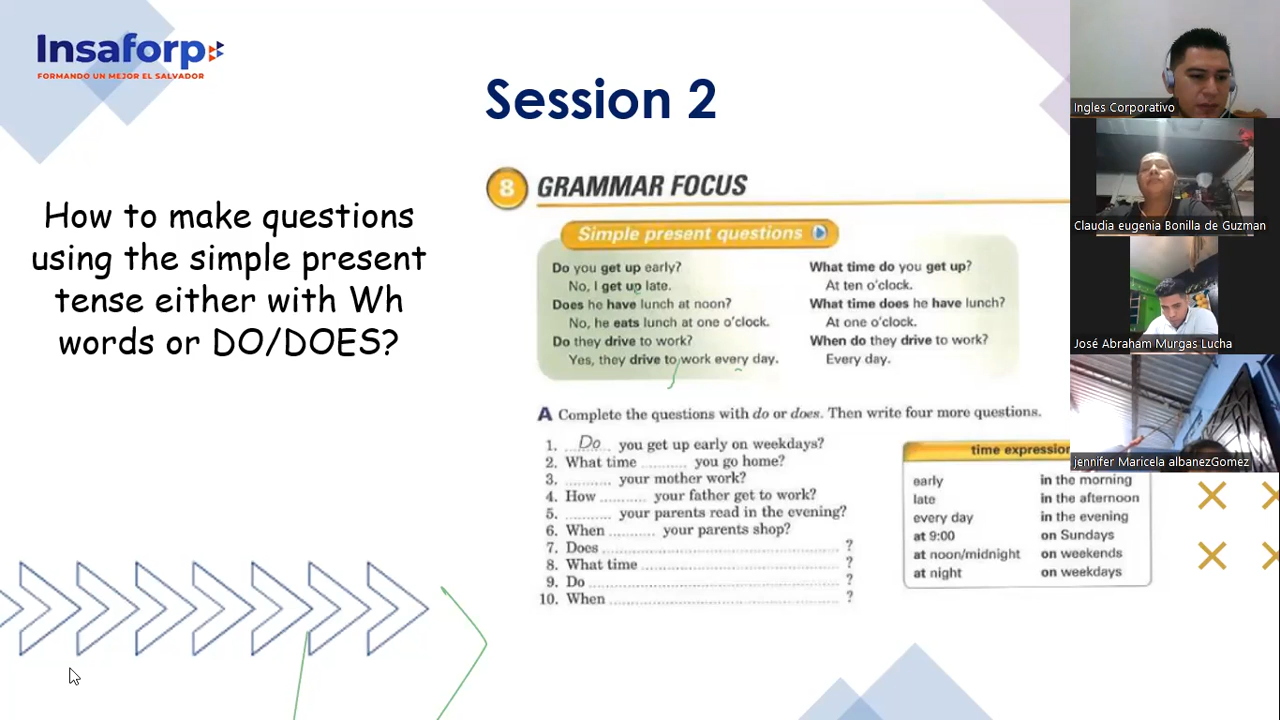 Insaforp
FORMANDO UN MEJOR EL SALVADOR
Session 2
How to make questions
using the simple present
tense either with Wh
words or DO/DOES?
8 GRAMMAR FOCUS
Simple present questions
Do you get up early?
No, I get up late.
Does he have lunch at noon?
No, he eats lunch at one o'clock.
Do they drive to work?
Yes, they drive to work every day.
What time do you get up?
At ten o'clock.
What time does he have lunch?
At one o'clock.
When do they drive to work?
Every day.
A Complete the questions with do or does. Then write four more questions.
1. Do you get up early on weekdays?
2. What time ......... you go home?
3. ......... your mother work?
4. How ......... your father get to work?
5. ......... your parents read in the evening?
6. When ......... your parents shop?
7. Does ......... ?
8. What time ......... ?
9. Do ......... ?
10. When ......... ?
time expression
early
late
every day
at 9:00
at noon/midnight
at night
in the morning
in the afternoon
in the evening
on Sundays
on weekends
on weekdays
Ingles Corporativo
Claudia eugenia Bonilla de Guzman
José Abraham Murgas Lucha
jennifer Maricela albanezGomez